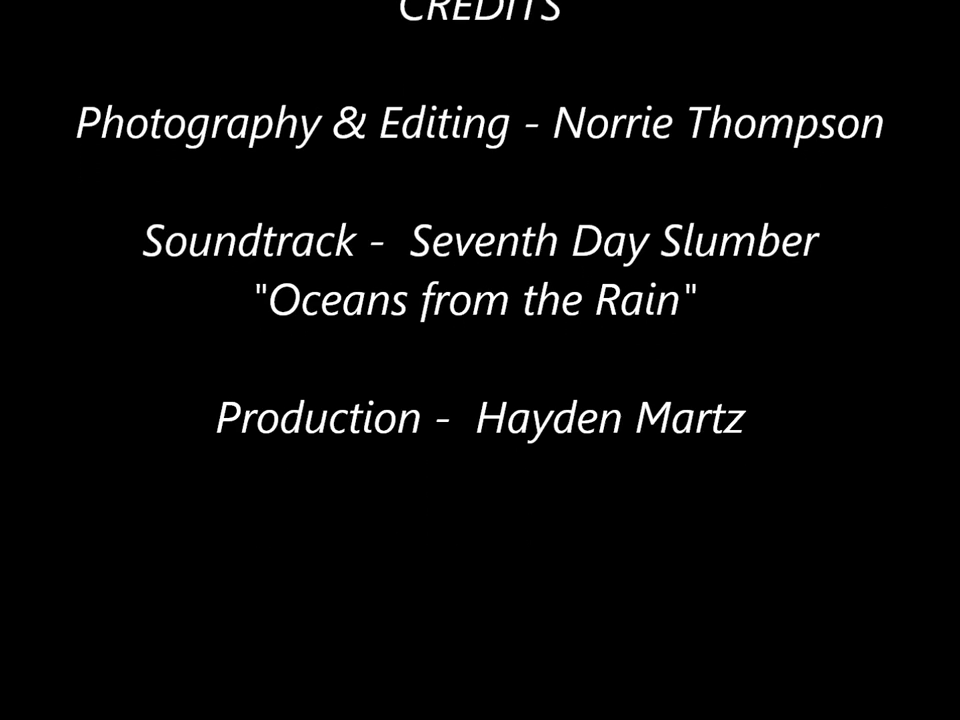 CREDITS
Photography & Editing - Norrie Thompson
Soundtrack - Seventh Day Slumber
"Oceans from the Rain"
Production - Hayden Martz